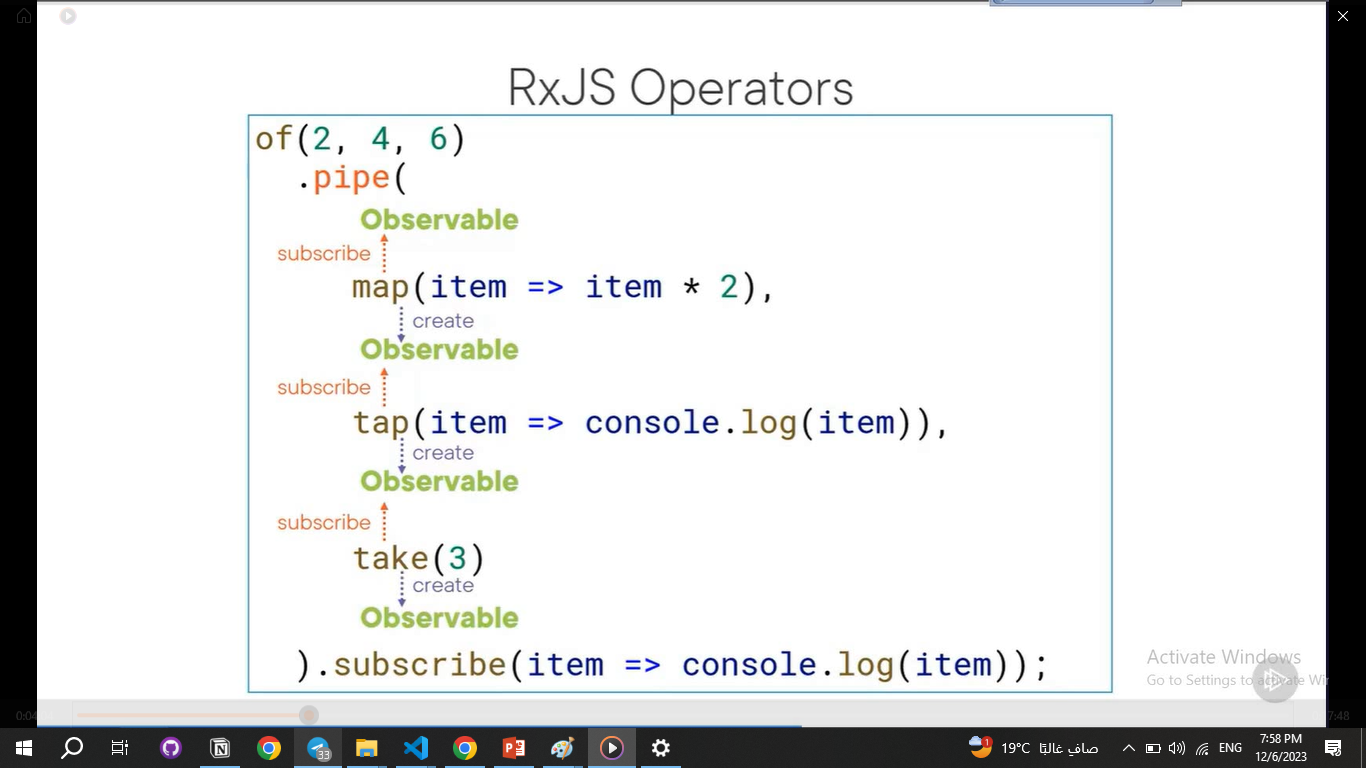 RxJS Operators
of(2, 4, 6)
.pipe(
Observable
subscribe
map(item => item * 2),
create
Observable
subscribe
tap(item => console.log(item)),
create
Observable
subscribe
take(3)
create
Observable
).subscribe(item => console.log(item));
Activate Windows
Go to Settings to activate
33
1
19°C صافٍ غالبًا
ENG
7:58 PM
12/6/2023